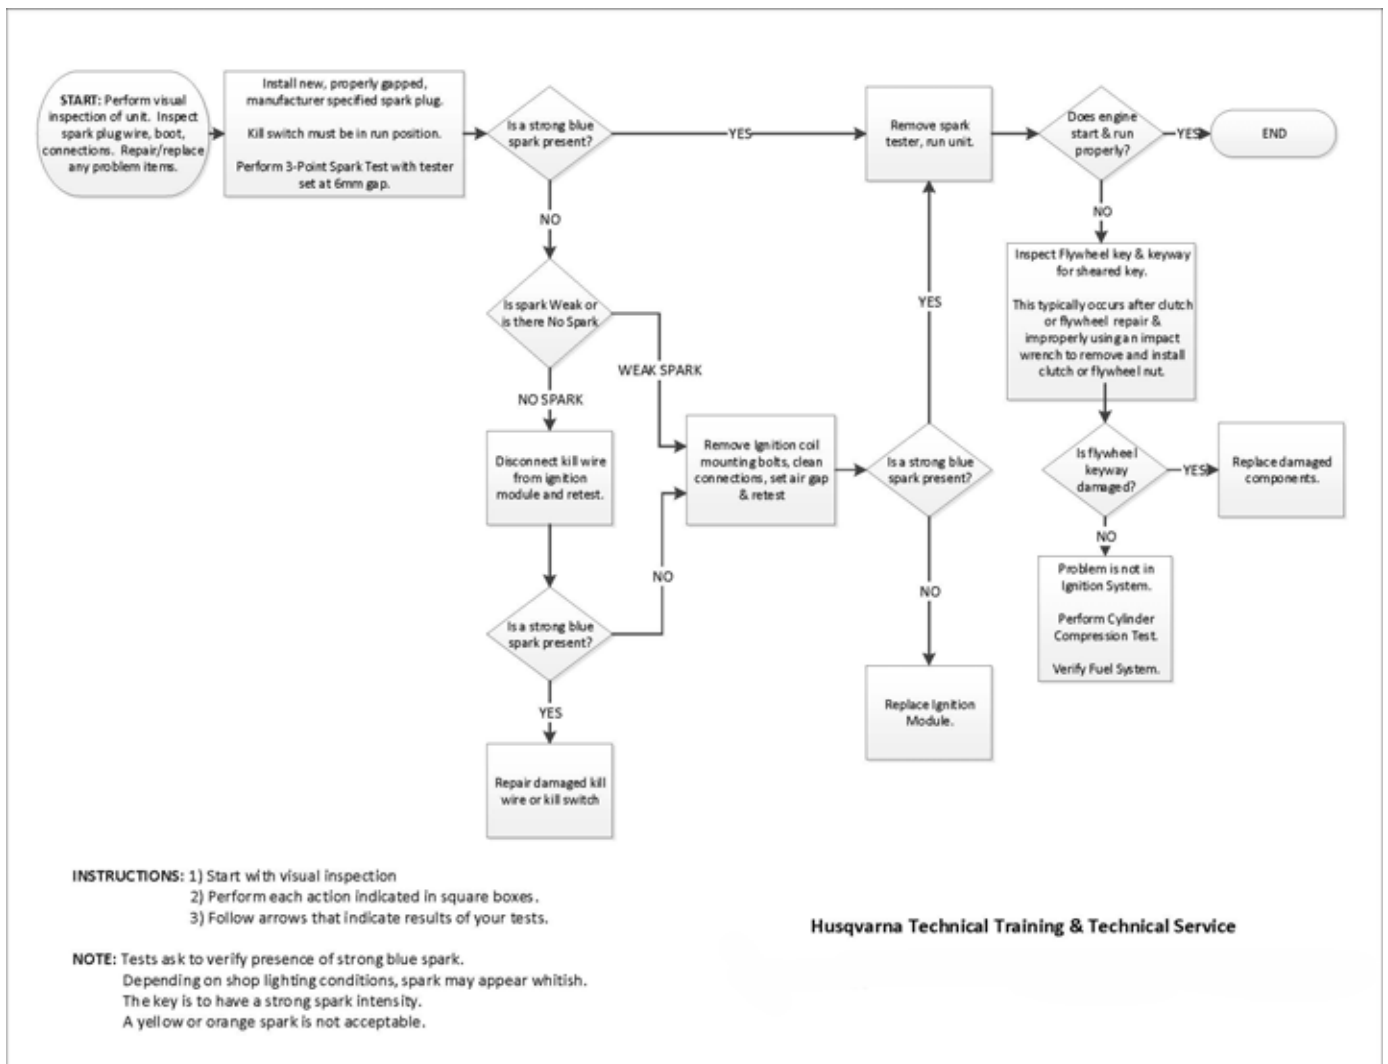 START: Perform visual
inspection of unit. Inspect
spark plug wire, boot,
connections. Repair/replace
any problem items.
Install new, properly gapped,
manufacturer specified spark plug.
Kill switch must be in run position.
Perform 3-Point Spark Test with tester
set at 6mm gap.
Is a strong blue
spark present?
YES
Remove spark
tester, run unit.
Does engine
start & run
properly?
YES
END
NO
NO
Is spark Weak or
is there No Spark
WEAK SPARK
NO SPARK
Disconnect kill wire
from ignition
module and retest.
Is a strong blue
spark present?
NO
YES
Repair damaged kill
wire or kill switch
Remove Ignition coil
mounting bolts, clean
connections, set air gap
& retest
Is a strong blue
spark present?
YES
NO
Replace Ignition
Module.
Inspect Flywheel key & keyway
for sheared key.
This typically occurs after clutch
or flywheel repair &
improperly using an impact
wrench to remove and install
clutch or flywheel nut.
Is flywheel
keyway
damaged?
YES
Replace damaged
components.
NO
Problem is not in
Ignition System.
Perform Cylinder
Compression Test.
Verify Fuel System.
INSTRUCTIONS: 1) Start with visual inspection
2) Perform each action indicated in square boxes.
3) Follow arrows that indicate results of your tests.
Husqvarna Technical Training & Technical Service
NOTE: Tests ask to verify presence of strong blue spark.
Depending on shop lighting conditions, spark may appear whitish.
The key is to have a strong spark intensity.
A yellow or orange spark is not acceptable.